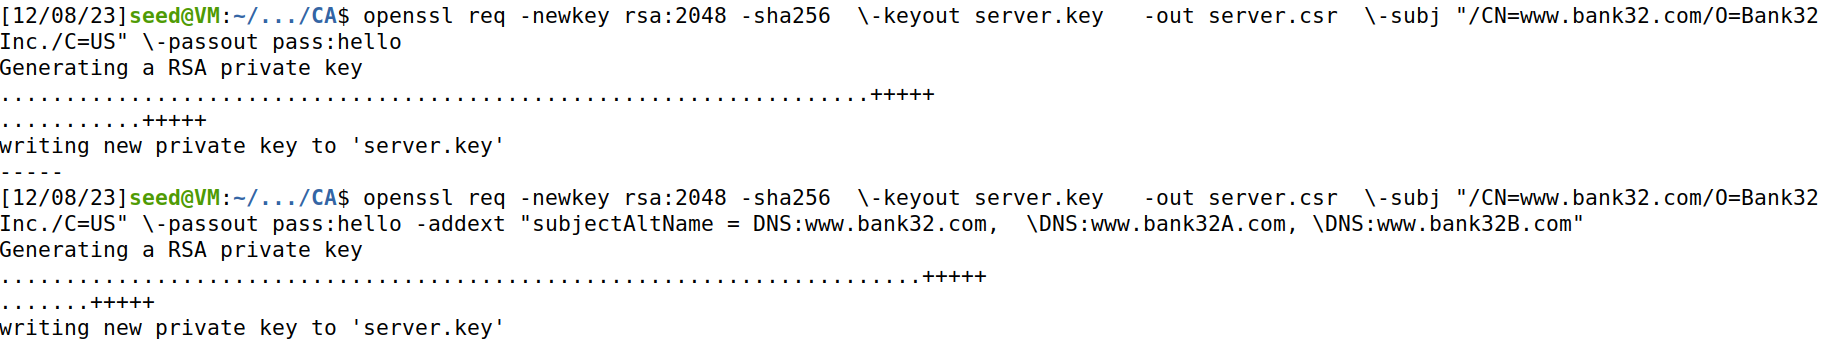 [12/08/23]seed@VM:~/.../CA$ openssl req -newkey rsa:2048 -sha256  \-keyout server.key   -out server.csr  \-subj "/CN=www.bank32.com/O=Bank32
Inc./C=US" \-passout pass:hello
Generating a RSA private key
...................................................................+++++
...........+++++
writing new private key to 'server.key'
-----
[12/08/23]seed@VM:~/.../CA$ openssl req -newkey rsa:2048 -sha256  \-keyout server.key   -out server.csr  \-subj "/CN=www.bank32.com/O=Bank32
Inc./C=US" \-passout pass:hello -addext "subjectAltName = DNS:www.bank32.com,  \DNS:www.bank32A.com, \DNS:www.bank32B.com"
Generating a RSA private key
.......................................................................+++++
.......+++++
writing new private key to 'server.key'